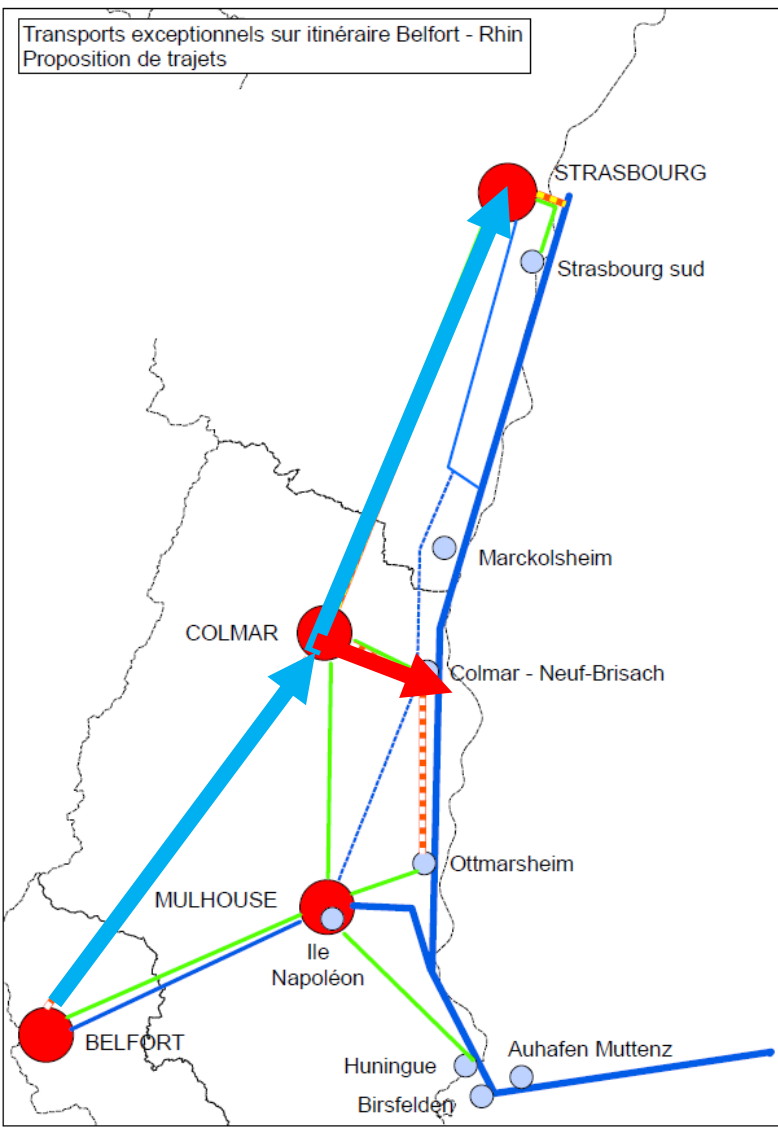 Transports exceptionnels sur itinéraire Belfort - Rhin
Proposition de trajets
STRASBOURG
Strasbourg sud
Marckolsheim
COLMAR
Colmar - Neuf-Brisach
Ottmarsheim
MULHOUSE
Ile
Napoléon
BELFORT
Auhafen Muttenz
Huningue
Birsfelden